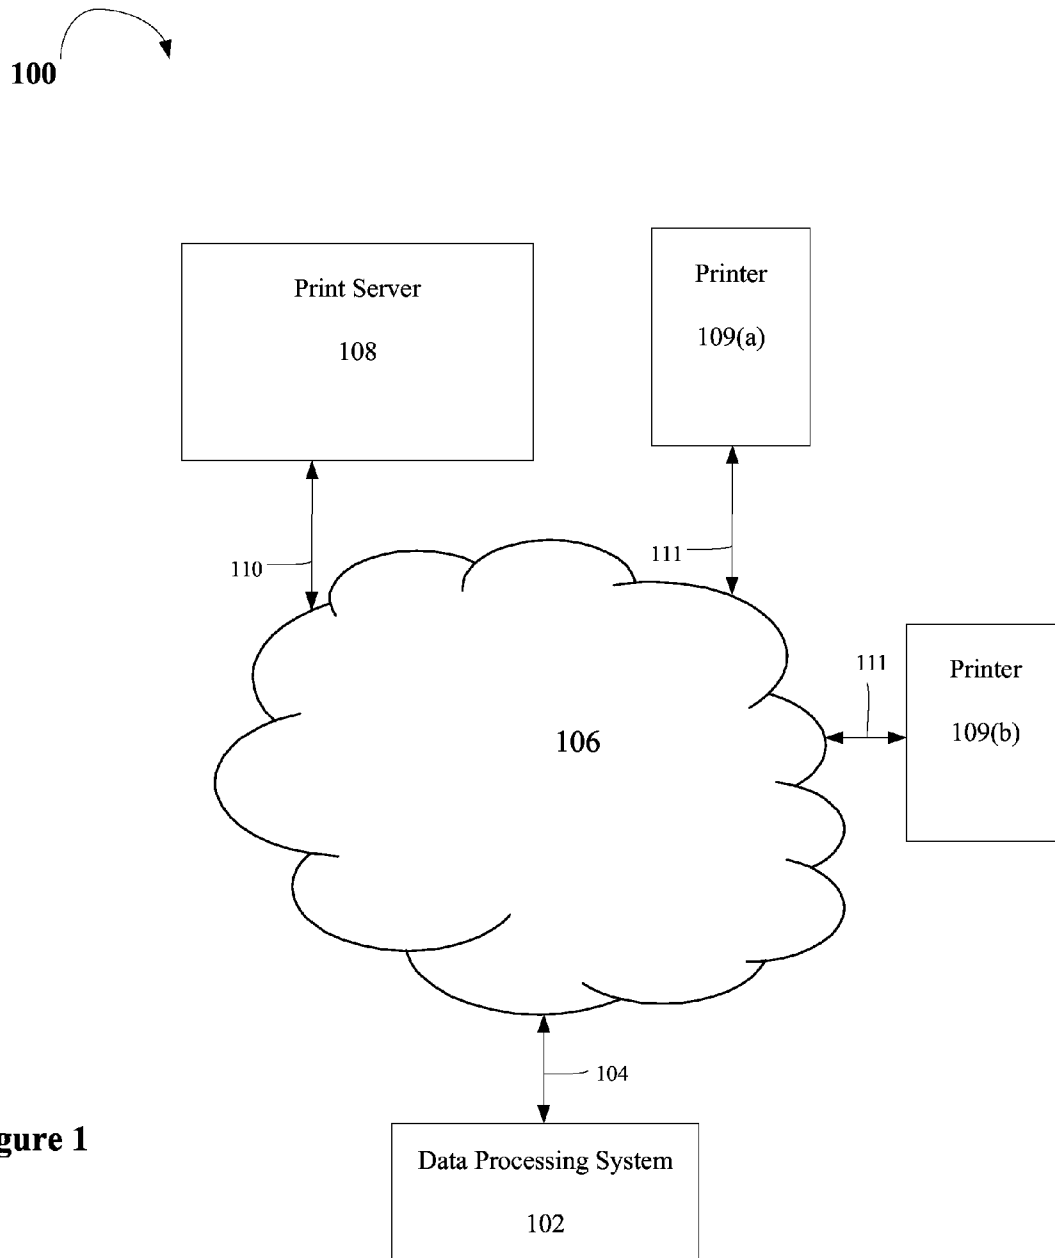 100
Print Server
108
Printer
109(a)
110
111
111
Printer
109(b)
106
104
gure 1
Data Processing System
102